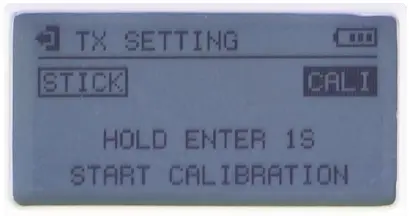 TX SETTING
STICK CALI
HOLD ENTER 1S
START CALIBRATION